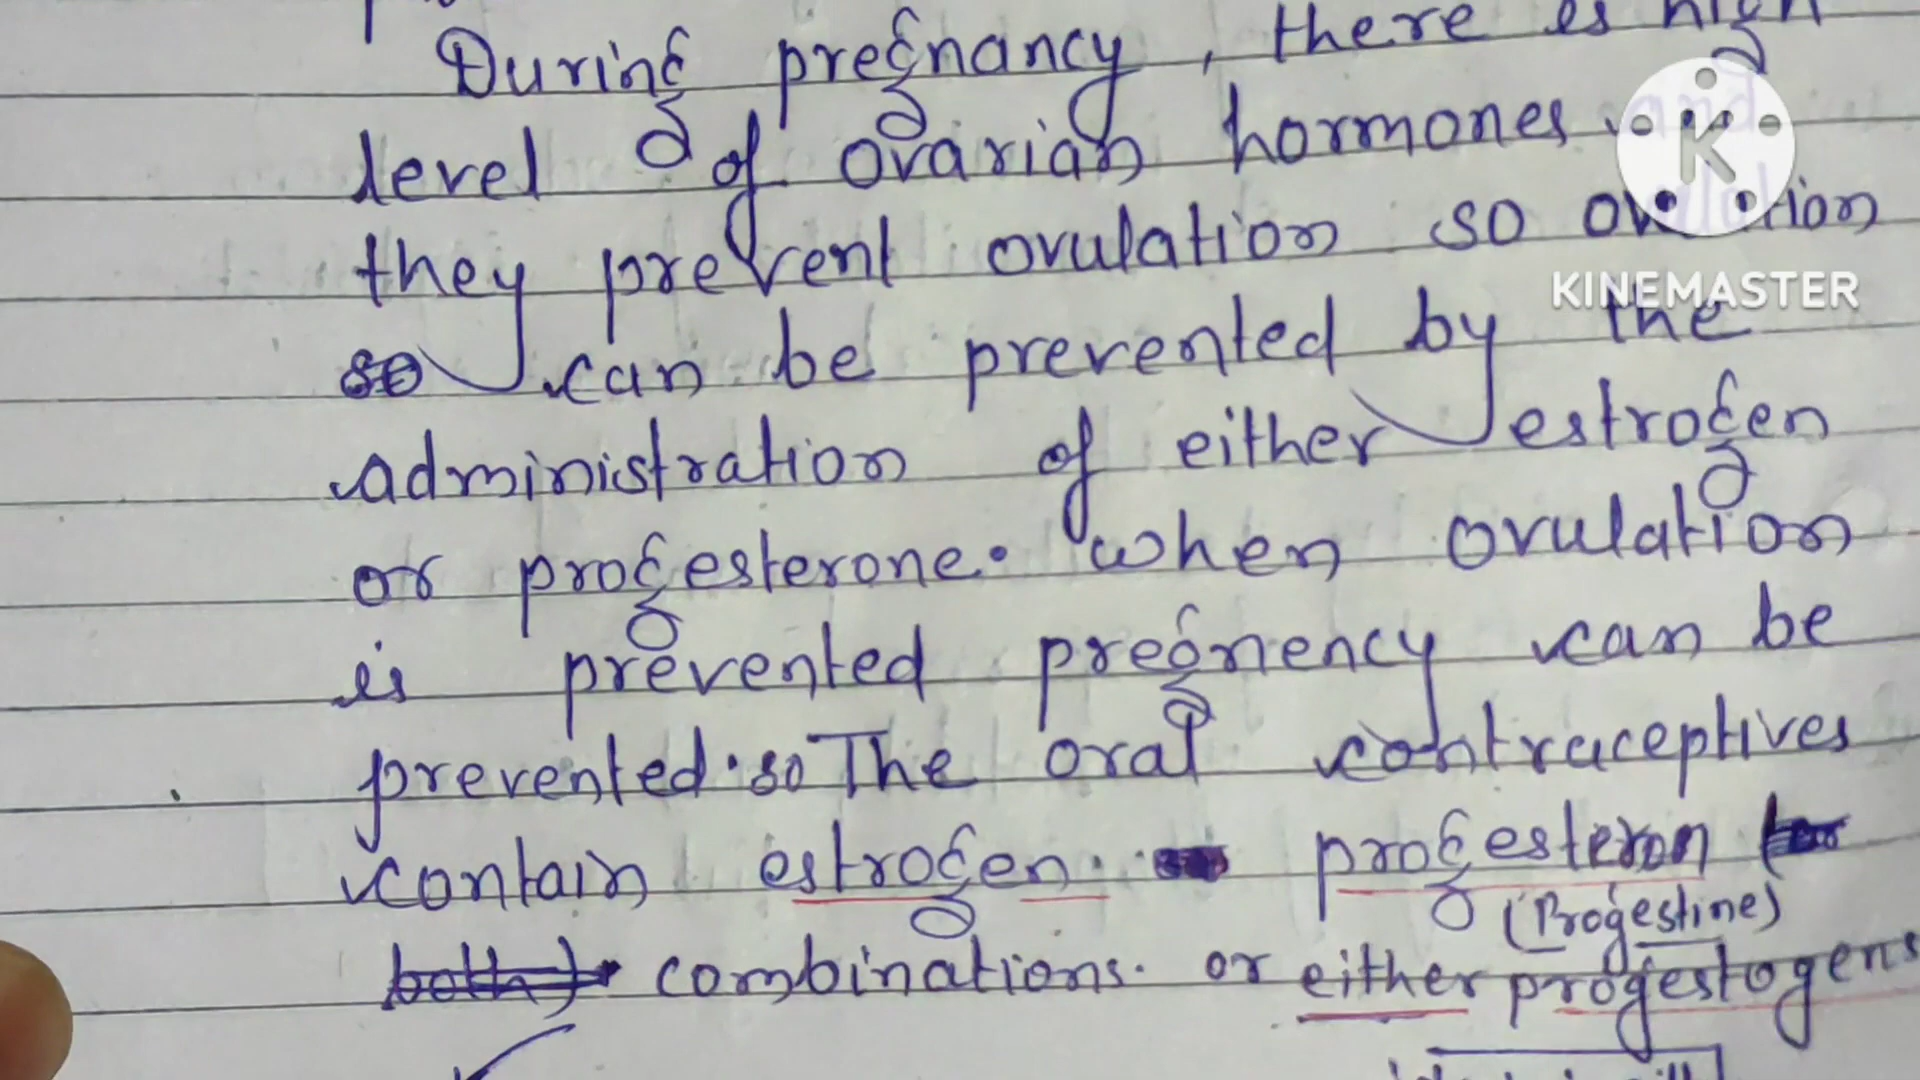 During pregnancy, there is high
level of ovarian hormones and
they prevent ovulation so ovulation
KINEMASTER
so can be prevented by the
administration of either estrogen
or progesterone. when ovulation
is prevented pregnency can be
prevented. so The oral contraceptives
contain estrogen progesteron
(Progestine)
combinations. or either progestogens